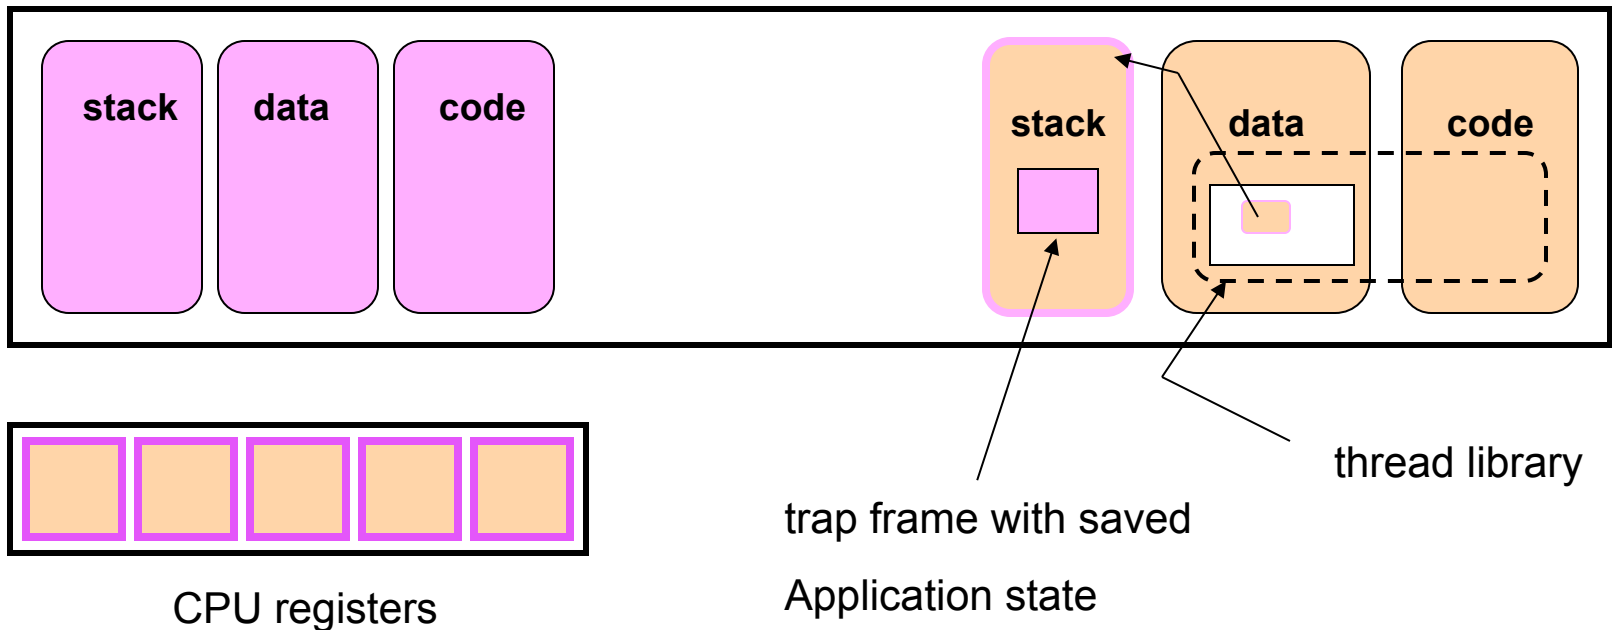 stack data code
stack data code
thread library
trap frame with saved
Application state
CPU registers